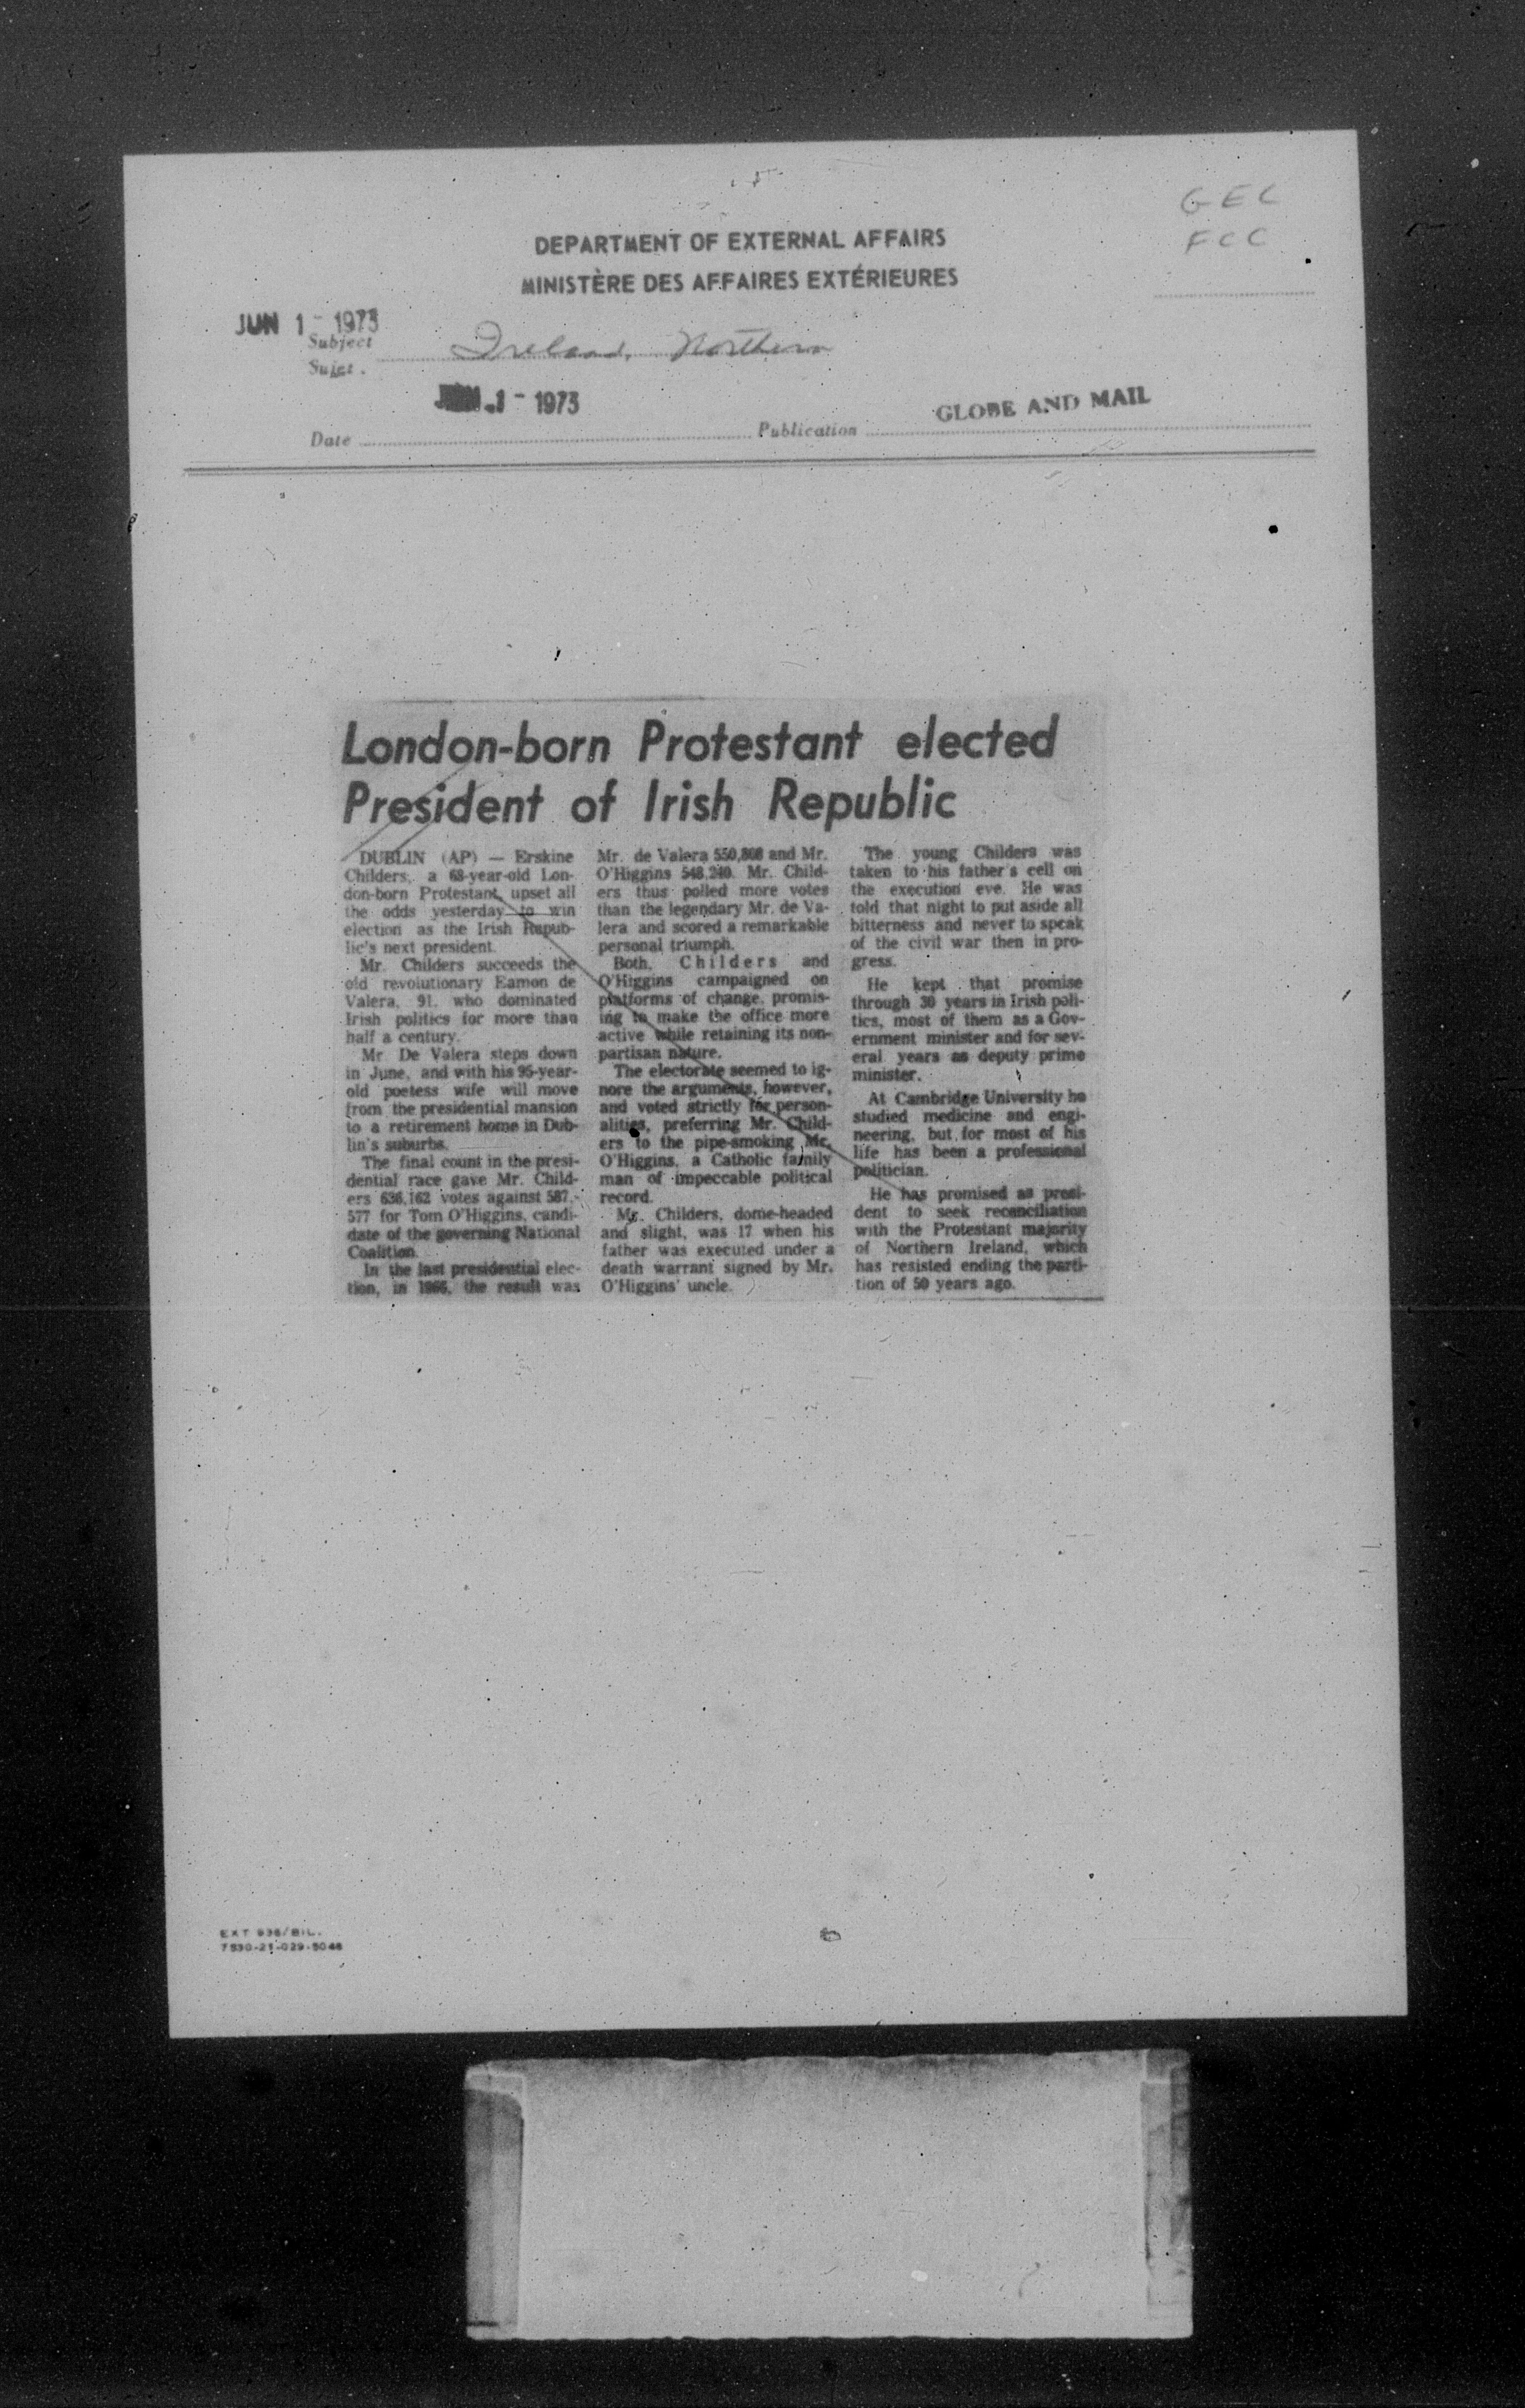 GEC
FCC
DEPARTMENT OF EXTERNAL AFFAIRS
MINISTÈRE DES AFFAIRES EXTÉRIEURES
JUN 1 - 1973
Subject
Sujet . Ireland, Northern
1 - 1973
GLOBE AND MAIL
Date
Publication
London-born Protestant elected
President of Irish Republic
DUBLIN (AP) — Erskine
Childers, a 68-year-old Lon-
don-born Protestant, upset all
the odds yesterday to win
election as the Irish Repub-
lic's next president.
Mr. Childers succeeds the
old revolutionary Eamon de
Valera, 91, who dominated
Irish politics for more than
half a century.
Mr De Valera steps down
in June, and with his 95-year-
old poetess wife will move
from the presidential mansion
to a retirement home in Dub-
lin's suburbs.
The final count in the presi-
dential race gave Mr. Child-
ers 636,162 votes against 587,-
577 for Tom O'Higgins, candi-
date of the governing National
Coalition.
In the last presidential elec-
tion, in 1966, the result was
Mr. de Valera and Mr.
O'Higgins Mr. Child-
ers thus polled more votes
than the legendary Mr. de Va-
lera and scored a remarkable
personal triumph.
Both, Childers and
O'Higgins campaigned on
platforms of change, promis-
ing to make the office more
active while retaining its non-
partisan nature.
The electorate seemed to ig-
nore the arguments, however,
and voted strictly for person-
alities, preferring Mr. Child-
ers to the pipe-smoking Mr.
O'Higgins, a Catholic family
man of impeccable political
record.
Mr. Childers, dome-headed
and slight, was 17 when his
father was executed under a
death warrant signed by Mr.
O'Higgins' uncle.
The young Childers was
taken to his father's cell on
the execution eve. He was
told that night to put aside all
bitterness and never to speak
of the civil war then in pro-
gress.
He kept that promise
through 30 years in Irish poli-
tics, most of them as a Gov-
ernment minister and for sev-
eral years as deputy prime
minister.
At Cambridge University he
studied medicine and engi-
neering, but for most of his
life has been a professional
politician.
He has promised as presi-
dent to seek reconciliation
with the Protestant majority
of Northern Ireland, which
has resisted ending the parti-
tion of 50 years ago.
EXT 936/BIL.
7530-21-029-5046